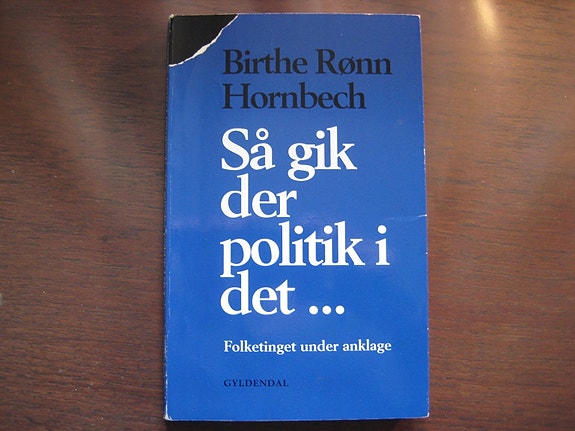 Birthe Rønn
Hornbech
Så gik
der
politik i
det ...
Folketinget under anklage
GYLDENDAL